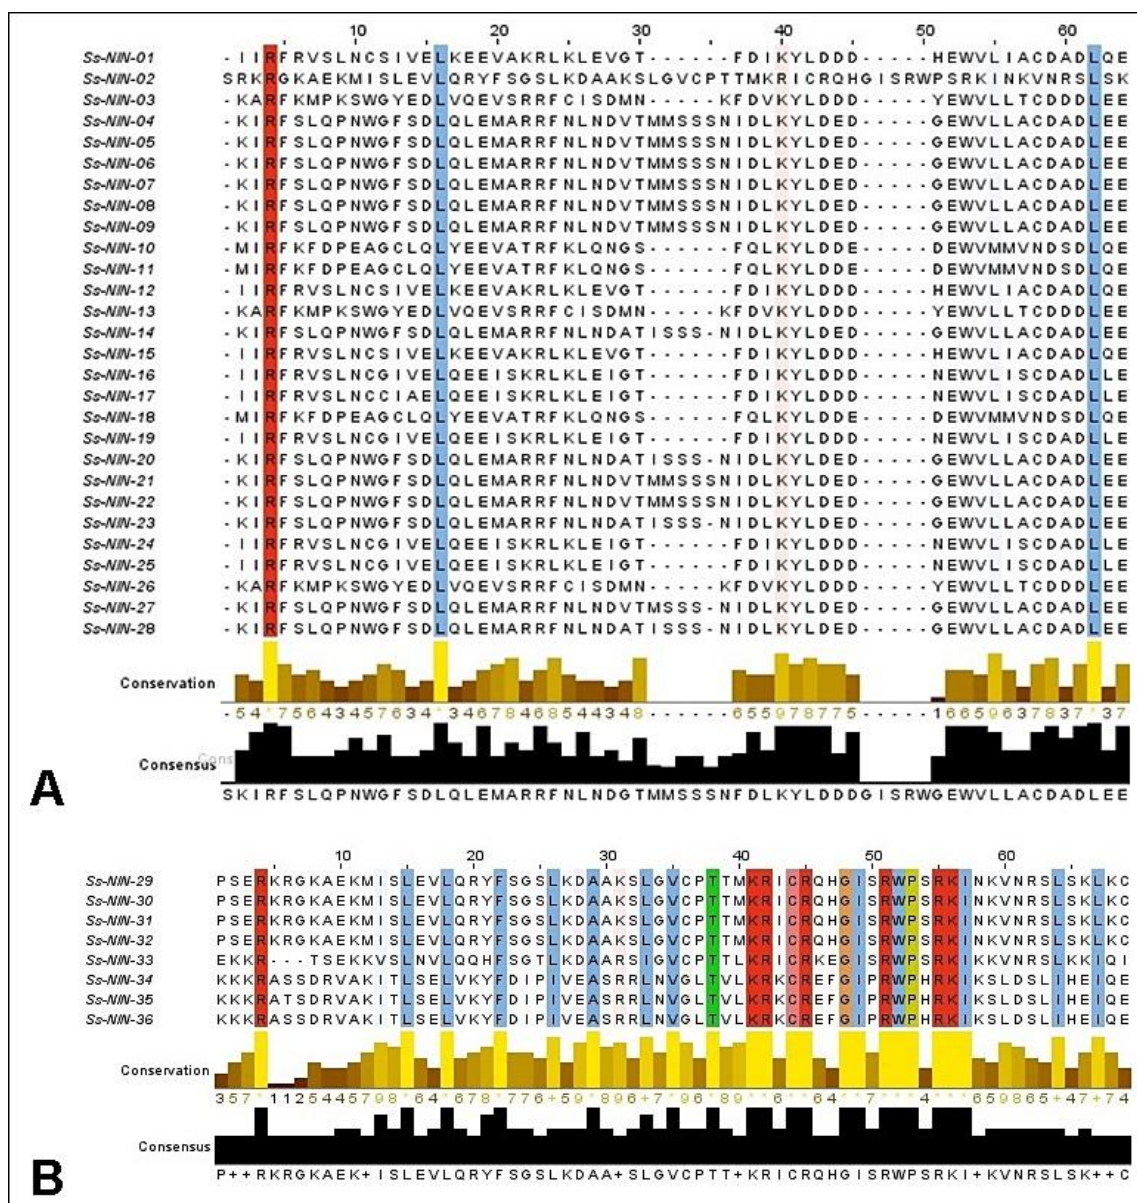 10 20 30 40 50 60
Ss-NIN-01 -IIRFRVSLNCSIVELKEEVAKRLKLEVGT------FDIKYLDDD-----HEWVLIACDADLQE
Ss-NIN-02 SRKRGKAEKMISLEVLQRYFSGSLKDAAKSLGVCPTTMKRICRQHGISRWPSRKINKVNRSLSK
Ss-NIN-03 -KARFKMPKSWGYEDLVQEVSRRFCISDMN-----KFDVKYLDDD-----YEWVLLTCDDDLEE
Ss-NIN-04 -KIRFSLQPNWGFSDLQLEMARRFNLNDVTMMSSSNIDLKYLDED-----GEWVLLACDADLEE
Ss-NIN-05 -KIRFSLQPNWGFSDLQLEMARRFNLNDVTMMSSSNIDLKYLDED-----GEWVLLACDADLEE
Ss-NIN-06 -KIRFSLQPNWGFSDLQLEMARRFNLNDVTMMSSSNIDLKYLDED-----GEWVLLACDADLEE
Ss-NIN-07 -KIRFSLQPNWGFSDLQLEMARRFNLNDVTMMSSSNIDLKYLDED-----GEWVLLACDADLEE
Ss-NIN-08 -KIRFSLQPNWGFSDLQLEMARRFNLNDVTMMSSSNIDLKYLDED-----GEWVLLACDADLEE
Ss-NIN-09 -KIRFSLQPNWGFSDLQLEMARRFNLNDVTMMSSSNIDLKYLDED-----GEWVLLACDADLEE
Ss-NIN-10 -MIRFKFDPEAGCLQLYEEVATRFKLQNGS------FQLKYLDDE-----DEWVMMVNDSDLQE
Ss-NIN-11 -MIRFKFDPEAGCLQLYEEVATRFKLQNGS------FQLKYLDDE-----DEWVMMVNDSDLQE
Ss-NIN-12 -IIRFRVSLNCSIVELKEEVAKRLKLEVGT------FDIKYLDDD-----HEWVLIACDADLQE
Ss-NIN-13 -KARFKMPKSWGYEDLVQEVSRRFCISDMN-----KFDVKYLDDD-----YEWVLLTCDDDLEE
Ss-NIN-14 -KIRFSLQPNWGFSDLQLEMARRFNLNDATISSS-NIDLKYLDED-----GEWVLLACDADLEE
Ss-NIN-15 -IIRFRVSLNCSIVELKEEVAKRLKLEVGT------FDIKYLDDD-----HEWVLIACDADLQE
Ss-NIN-16 -IIRFRVSLNCGIVELQEEISKRLKLEIGT------FDIKYLDDD-----NEWVLISCDADLLE
Ss-NIN-17 -IIRFRVSLNCCIAELQEEISKRLKLEIGT------FDIKYLDDD-----NEWVLISCDADLLE
Ss-NIN-18 -MIRFKFDPEAGCLQLYEEVATRFKLQNGS------FQLKYLDDE-----DEWVMMVNDSDLQE
Ss-NIN-19 -IIRFRVSLNCGIVELQEEISKRLKLEIGT------FDIKYLDDD-----NEWVLISCDADLLE
Ss-NIN-20 -KIRFSLQPNWGFSDLQLEMARRFNLNDATISSS-NIDLKYLDED-----GEWVLLACDADLEE
Ss-NIN-21 -KIRFSLQPNWGFSDLQLEMARRFNLNDVTMMSSSNIDLKYLDED-----GEWVLLACDADLEE
Ss-NIN-22 -KIRFSLQPNWGFSDLQLEMARRFNLNDVTMMSSSNIDLKYLDED-----GEWVLLACDADLEE
Ss-NIN-23 -KIRFSLQPNWGFSDLQLEMARRFNLNDATISSS-NIDLKYLDED-----GEWVLLACDADLEE
Ss-NIN-24 -IIRFRVSLNCGIVELQEEISKRLKLEIGT------FDIKYLDDD-----NEWVLISCDADLLE
Ss-NIN-25 -IIRFRVSLNCGIVELQEEISKRLKLEIGT------FDIKYLDDD-----NEWVLISCDADLLE
Ss-NIN-26 -KARFKMPKSWGYEDLVQEVSRRFCISDMN-----KFDVKYLDDD-----YEWVLLTCDDDLEE
Ss-NIN-27 -KIRFSLQPNWGFSDLQLEMARRFNLNDVTMSSS-NIDLKYLDED-----GEWVLLACDADLEE
Ss-NIN-28 -KIRFSLQPNWGFSDLQLEMARRFNLNDATISSS-NIDLKYLDED-----GEWVLLACDADLEE
Conservation
-54*75643457634*34678468544348------655978775-----16659637837*37
Consensus
SKIRFSLQPNWGFSDLQLEMARRFNLNDGTMMSSSNFDLKYLDDDGISRWGEWVLLACDADLEE
A
10 20 30 40 50 60
Ss-NIN-29 PSERKRGKAEKMISLEVLQRYFSGSLKDAAKSLGVCPTTMKRICRQHGISRWPSRKINKVNRSLSKLKC
Ss-NIN-30 PSERKRGKAEKMISLEVLQRYFSGSLKDAAKSLGVCPTTMKRICRQHGISRWPSRKINKVNRSLSKLKC
Ss-NIN-31 PSERKRGKAEKMISLEVLQRYFSGSLKDAAKSLGVCPTTMKRICRQHGISRWPSRKINKVNRSLSKLKC
Ss-NIN-32 PSERKRGKAEKMISLEVLQRYFSGSLKDAAKSLGVCPTTMKRICRQHGISRWPSRKINKVNRSLSKLKC
Ss-NIN-33 EKKR---TSEKKVSLNVLQQHFSGTLKDAARSIGVCPTTLKRICRKEGISRWPSRKINKVNRSLKKIQI
Ss-NIN-34 KKKRASSDRVAKITLSELVKYFDIPIVEASRRLNVGLTVLKRKCREFGIPRWPHRKIKSLDSLIHEIQE
Ss-NIN-35 KKKRATSDRVAKITLSELVKYFDIPIVEASRRLNVGLTVLKRKCREFGIPRWPHRKIKSLDSLIHEIQE
Ss-NIN-36 KKKRASSDRVAKITLSELVKYFDIPIVEASRRLNVGLTVLKRKCREFGIPRWPHRKIKSLDSLIHEIQE
Conservation
357*1125445798*64*678*776+59*896+7*96*89**6**64**7***4***659865+47+74
Consensus
P++RKRGKAEK+ISLEVLQRYFSGSLKDAA+SLGVCPTT+KRICRQHGISRWPSRKI+KVNRSLSK++C
B